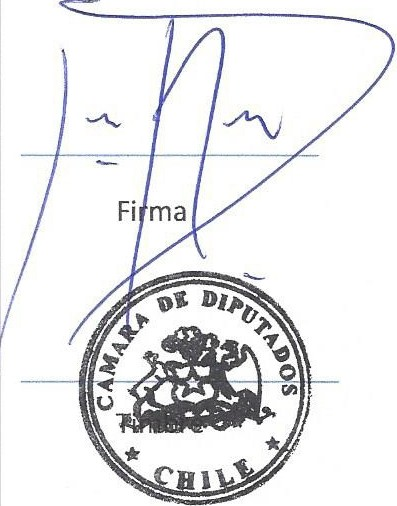 Firma
CAMARA DE DIPUTADOS
Timbre
CHILE